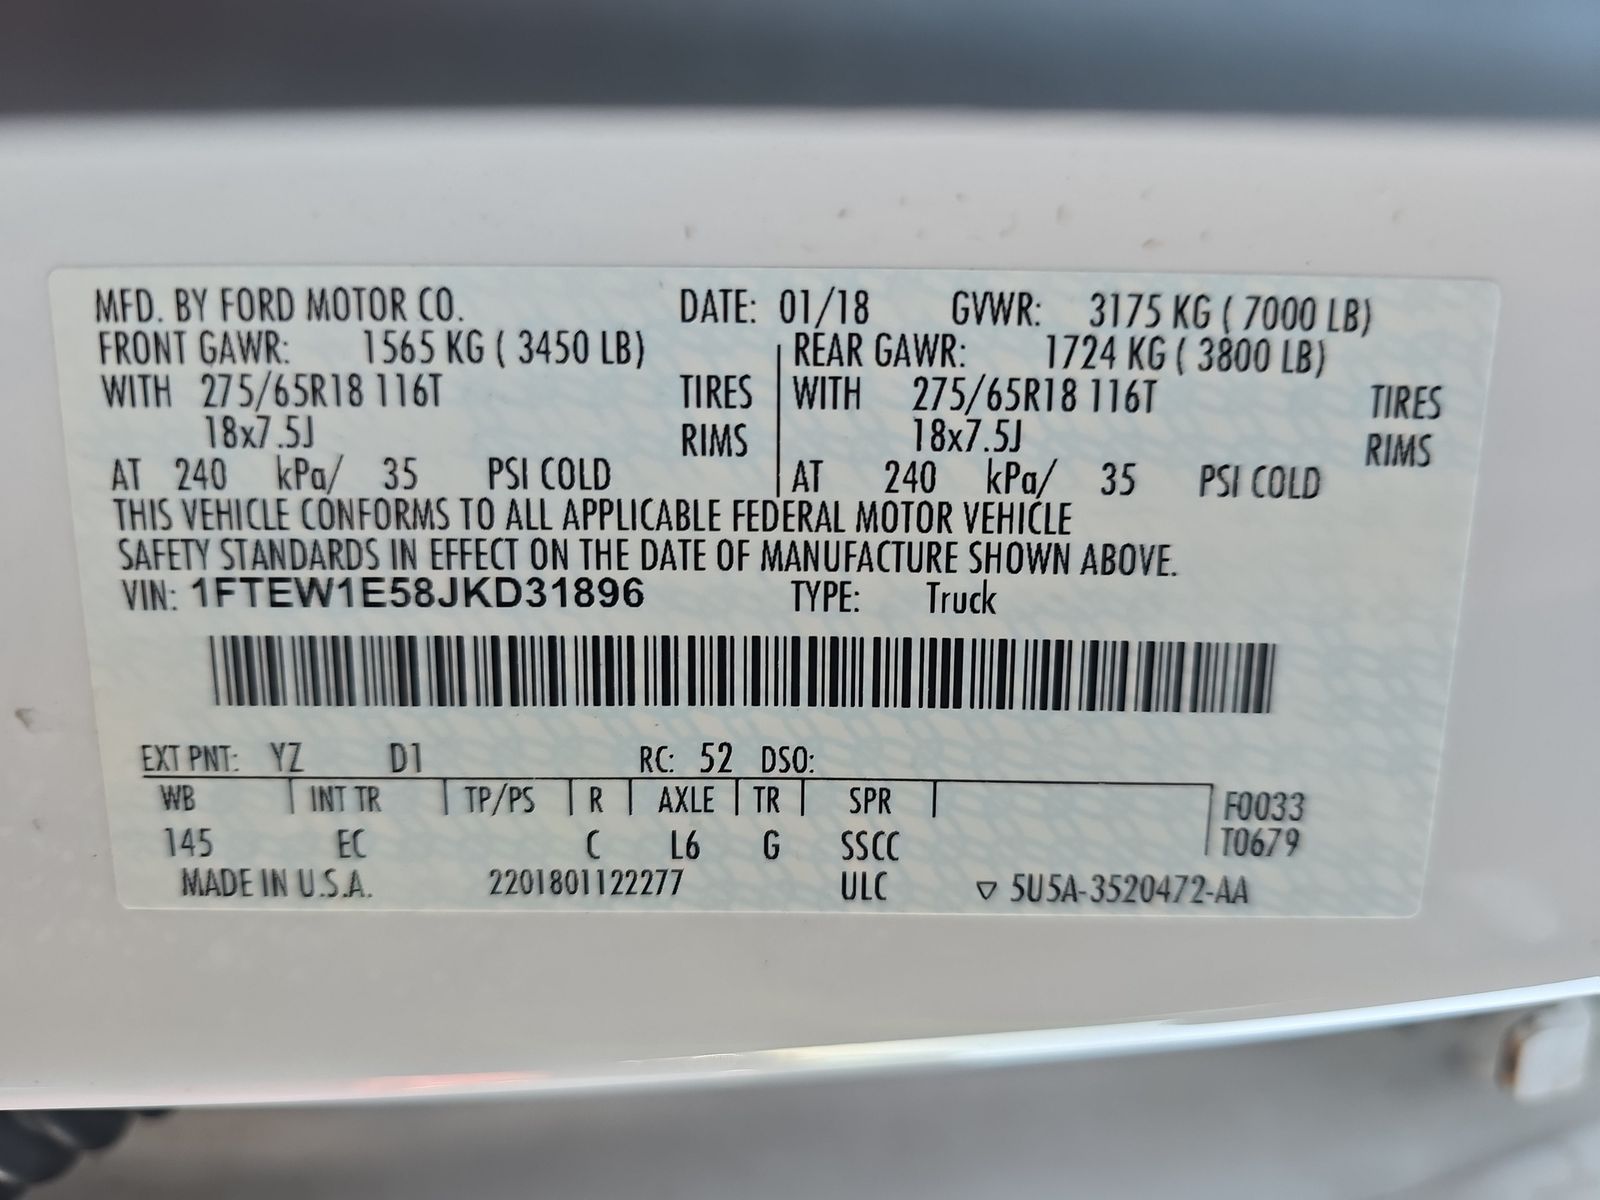 MFD. BY FORD MOTOR CO. DATE: 01/18 GVWR: 3175 KG ( 7000 LB)
FRONT GAWR: 1565 KG ( 3450 LB) REAR GAWR: 1724 KG ( 3800 LB)
WITH 275/65R18 116T TIRES WITH 275/65R18 116T TIRES
18x7.5J RIMS 18x7.5J RIMS
AT 240 kPa/ 35 PSI COLD AT 240 kPa/ 35 PSI COLD
THIS VEHICLE CONFORMS TO ALL APPLICABLE FEDERAL MOTOR VEHICLE
SAFETY STANDARDS IN EFFECT ON THE DATE OF MANUFACTURE SHOWN ABOVE.
VIN: 1FTEW1E58JKD31896 TYPE: Truck
EXT PNT: YZ D1 RC: 52 DSO:
WB INT TR TP/PS R AXLE TR SPR F0033
145 EC C L6 G SSCC T0679
MADE IN U.S.A. 2201801122277 ULC ▽ 5U5A-3520472-AA